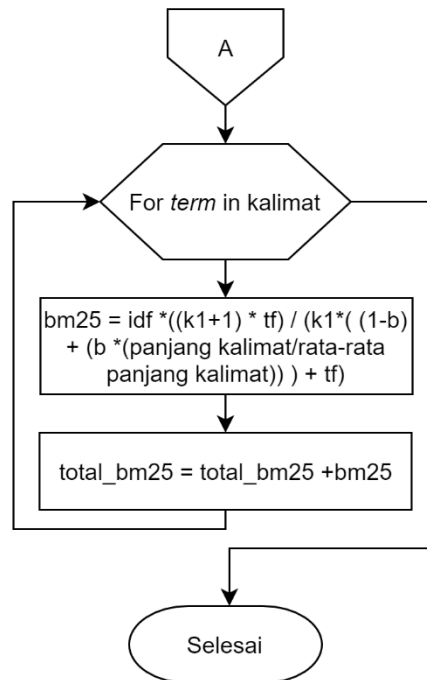 A
For term in kalimat
bm25 = idf *((k1+1) * tf) / (k1*( (1-b)
+ (b *(panjang kalimat/rata-rata
panjang kalimat)) ) + tf)
total_bm25 = total_bm25 +bm25
Selesai